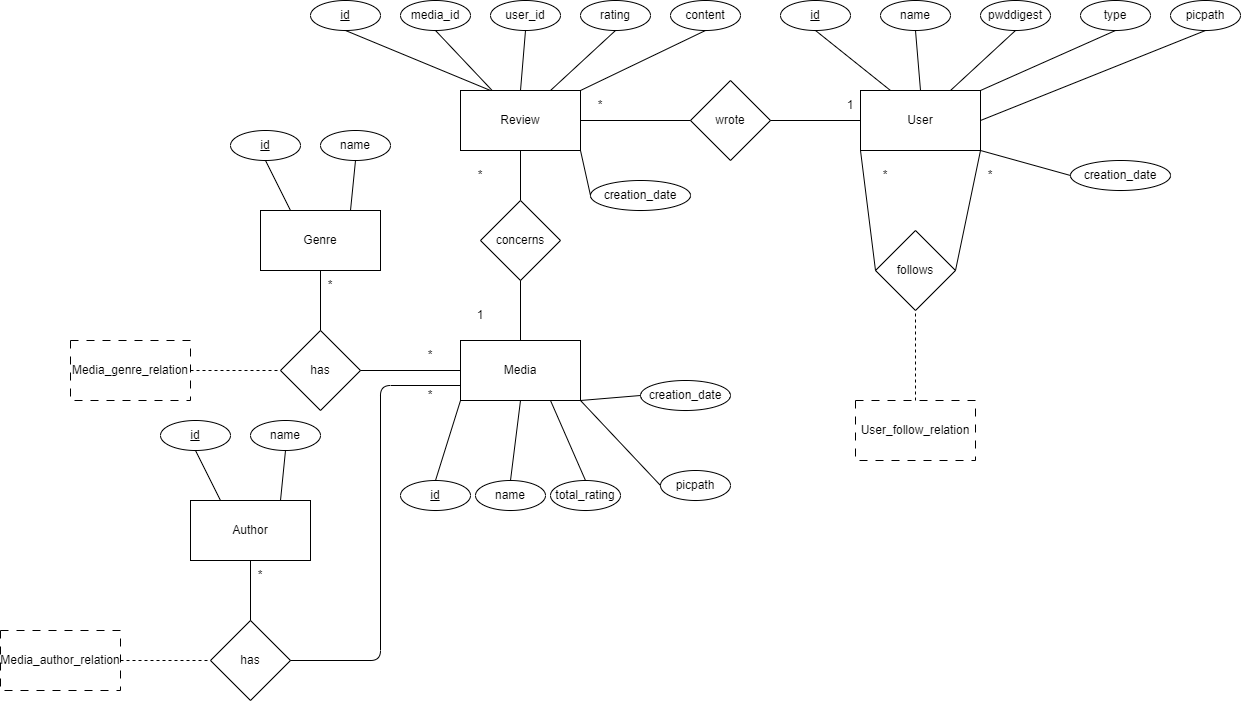 id
media_id
user_id
rating
content
id
name
pwddigest
type
picpath
*
1
Review
wrote
User
id
name
*
*
*
creation_date
creation_date
Genre
concerns
follows
*
1
*
Media_genre_relation
has
Media
*
creation_date
id
name
User_follow_relation
picpath
id
name
total_rating
Author
*
Media_author_relation
has